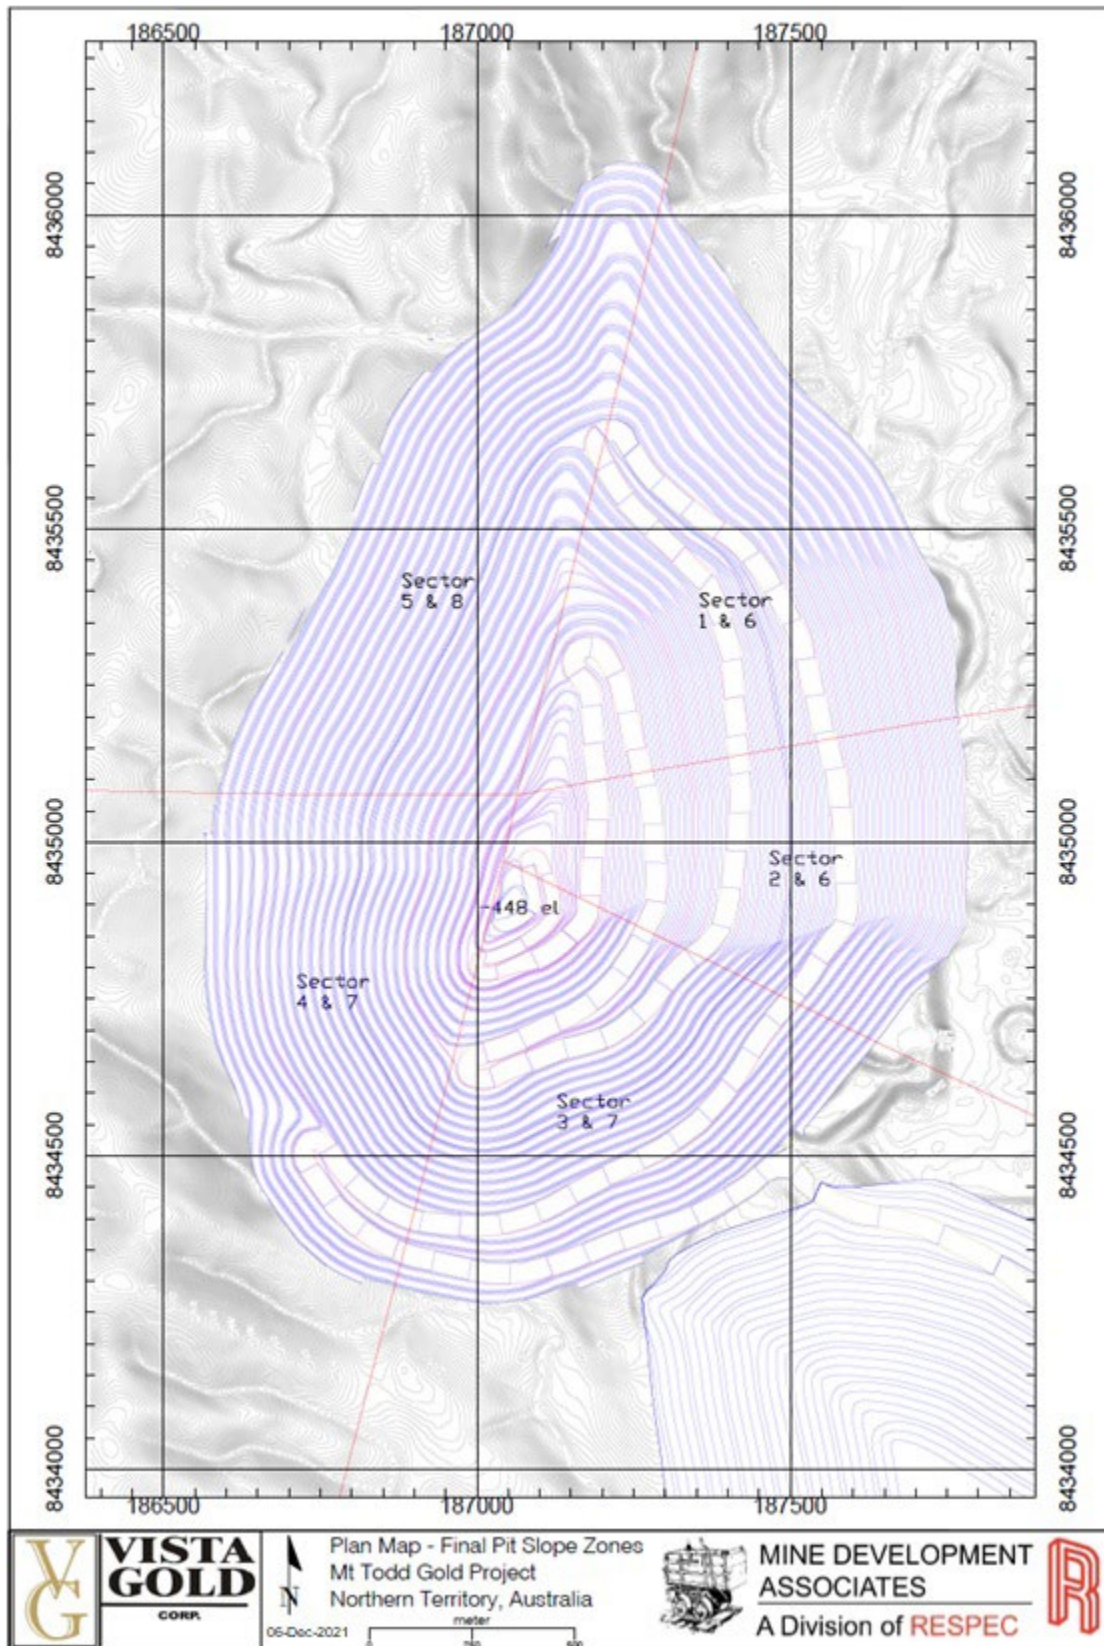 186500 187000 187500
8436000 8436000
8435500 8435500
Sector
5 & 8
Sector
1 & 6
8435000 8435000
Sector
2 & 6
-448 el
Sector
4 & 7
Sector
3 & 7
8434500 8434500
8434000 8434000
186500 187000 187500
VG
VISTA
GOLD
CORP.
N
06-Dec-2021
Plan Map - Final Pit Slope Zones
Mt Todd Gold Project
Northern Territory, Australia
meter
0
MINE DEVELOPMENT
ASSOCIATES
A Division of RESPEC
R